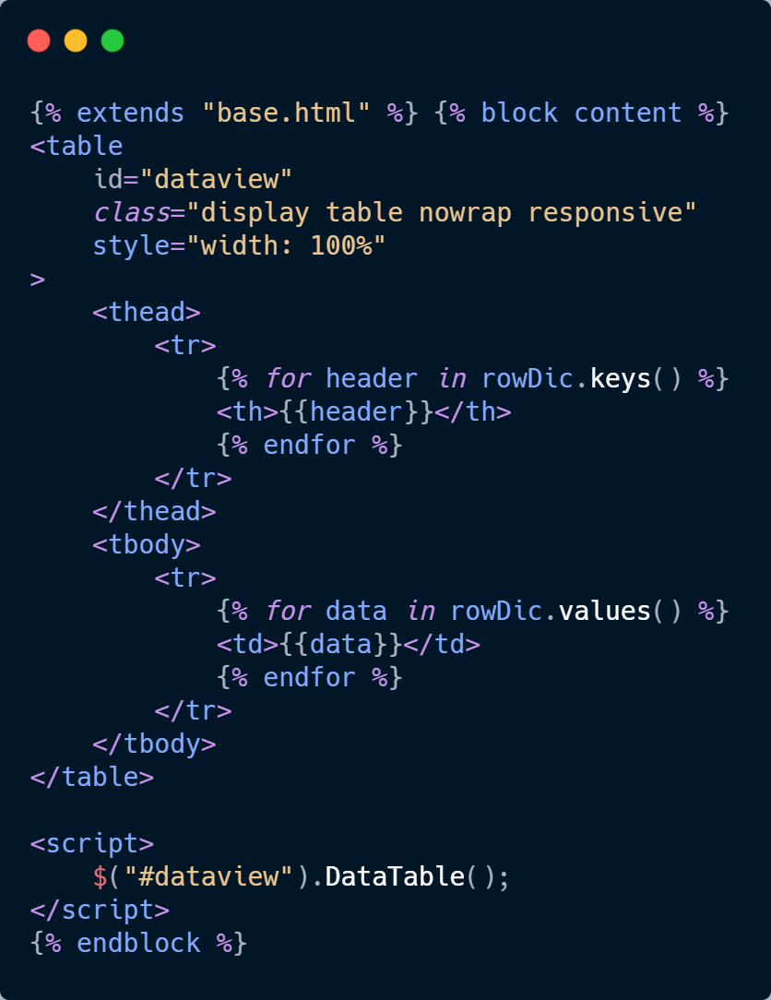 {% extends "base.html" %} {% block content %}
<table
    id="dataview"
    class="display table nowrap responsive"
    style="width: 100%"
>
    <thead>
        <tr>
            {% for header in rowDic.keys() %}
            <th>{{header}}</th>
            {% endfor %}
        </tr>
    </thead>
    <tbody>
        <tr>
            {% for data in rowDic.values() %}
            <td>{{data}}</td>
            {% endfor %}
        </tr>
    </tbody>
</table>

<script>
    $("#dataview").DataTable();
</script>
{% endblock %}